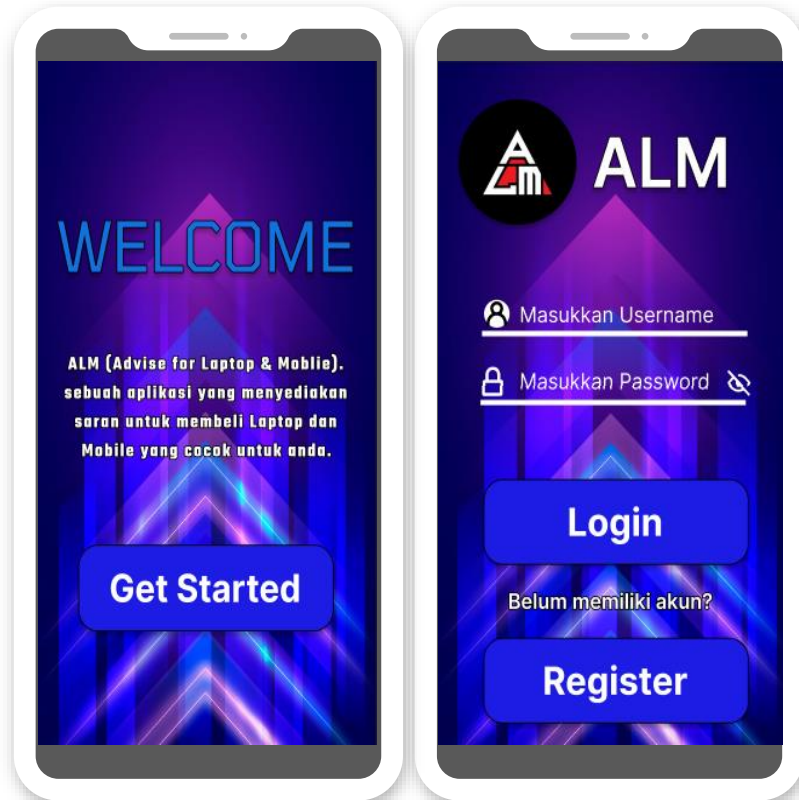 WELCOME
ALM (Advise for Laptop & Moblie).
sebuah aplikasi yang menyediakan
saran untuk membeli Laptop dan
Mobile yang cocok untuk anda.
Get Started
ALM
ALM
Masukkan Username
Masukkan Password
Login
Belum memiliki akun?
Register